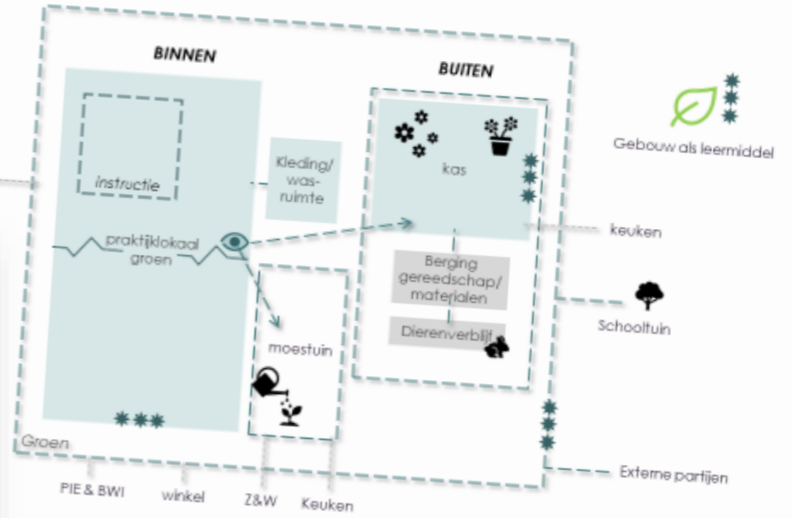 BINNEN
BUITEN
instructie
Kleding/
was-
ruimte
kas
Gebouw als leermiddel
praktijklokaal
groen
keuken
Berging
gereedschap/
materialen
Dierenverblijf
moestuin
Schooltuin
Groen
PIE & BWI
winkel
Z&W
Keuken
Externe partijen